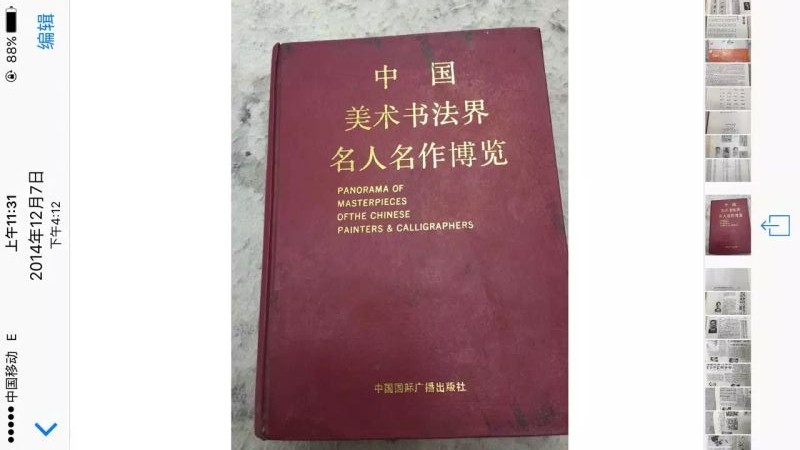 中国移动 E
上午11:31
88%
2014年12月7日
下午4:12
编辑
中 国
美术书法界
名人名作博览
PANORAMA OF
MASTERPIECES
OFTHE CHINESE
PAINTERS & CALLIGRAPHERS
中国国际广播出版社